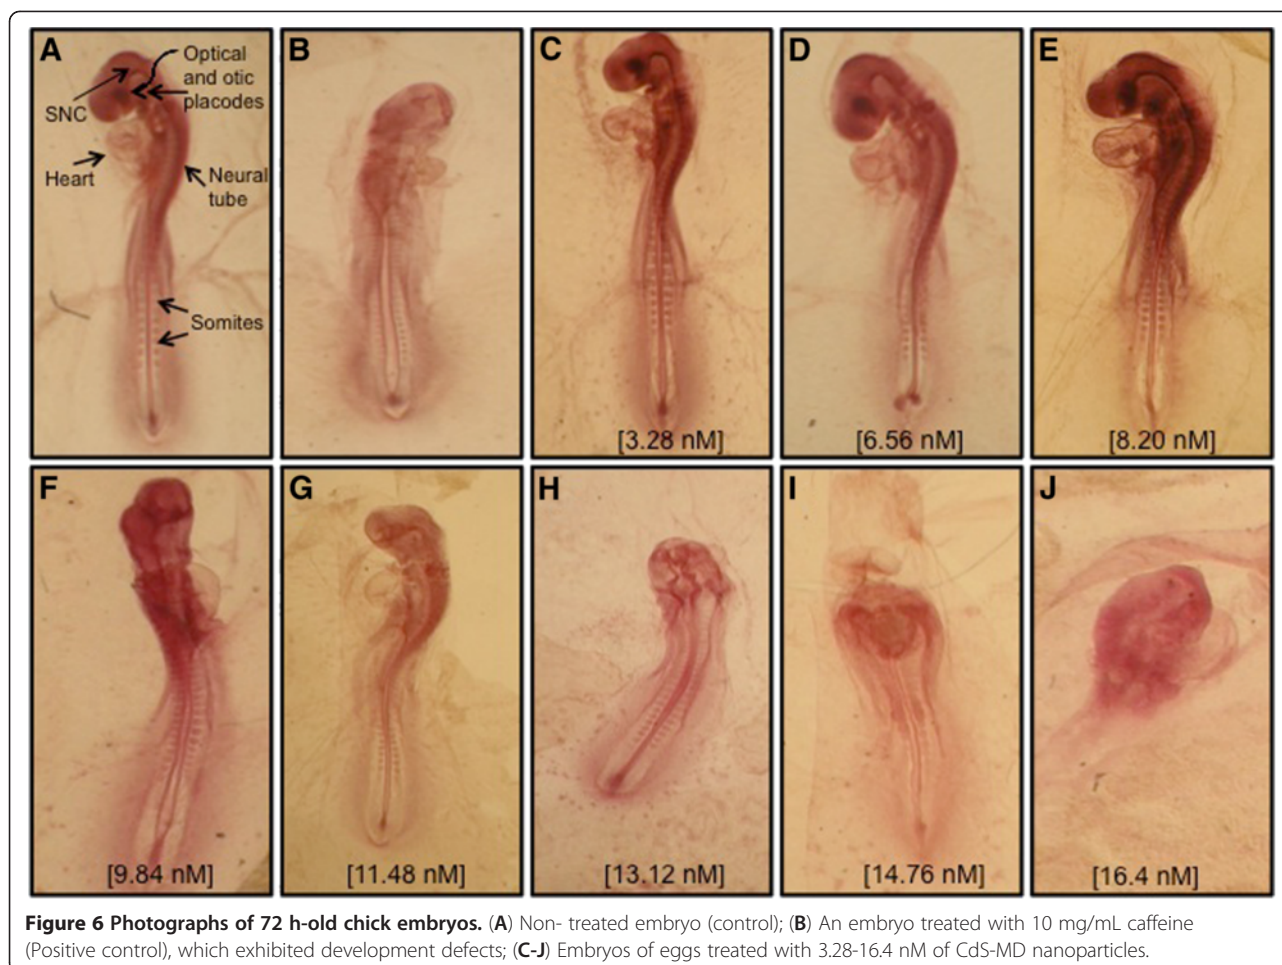 A
Optical
and otic
placodes
SNC
Heart
Neural
tube
Somites
B
C
[3.28 nM]
D
[6.56 nM]
E
[8.20 nM]
F
[9.84 nM]
G
[11.48 nM]
H
[13.12 nM]
I
[14.76 nM]
J
[16.4 nM]
Figure 6 Photographs of 72 h-old chick embryos. (A) Non- treated embryo (control); (B) An embryo treated with 10 mg/mL caffeine
(Positive control), which exhibited development defects; (C-J) Embryos of eggs treated with 3.28-16.4 nM of CdS-MD nanoparticles.